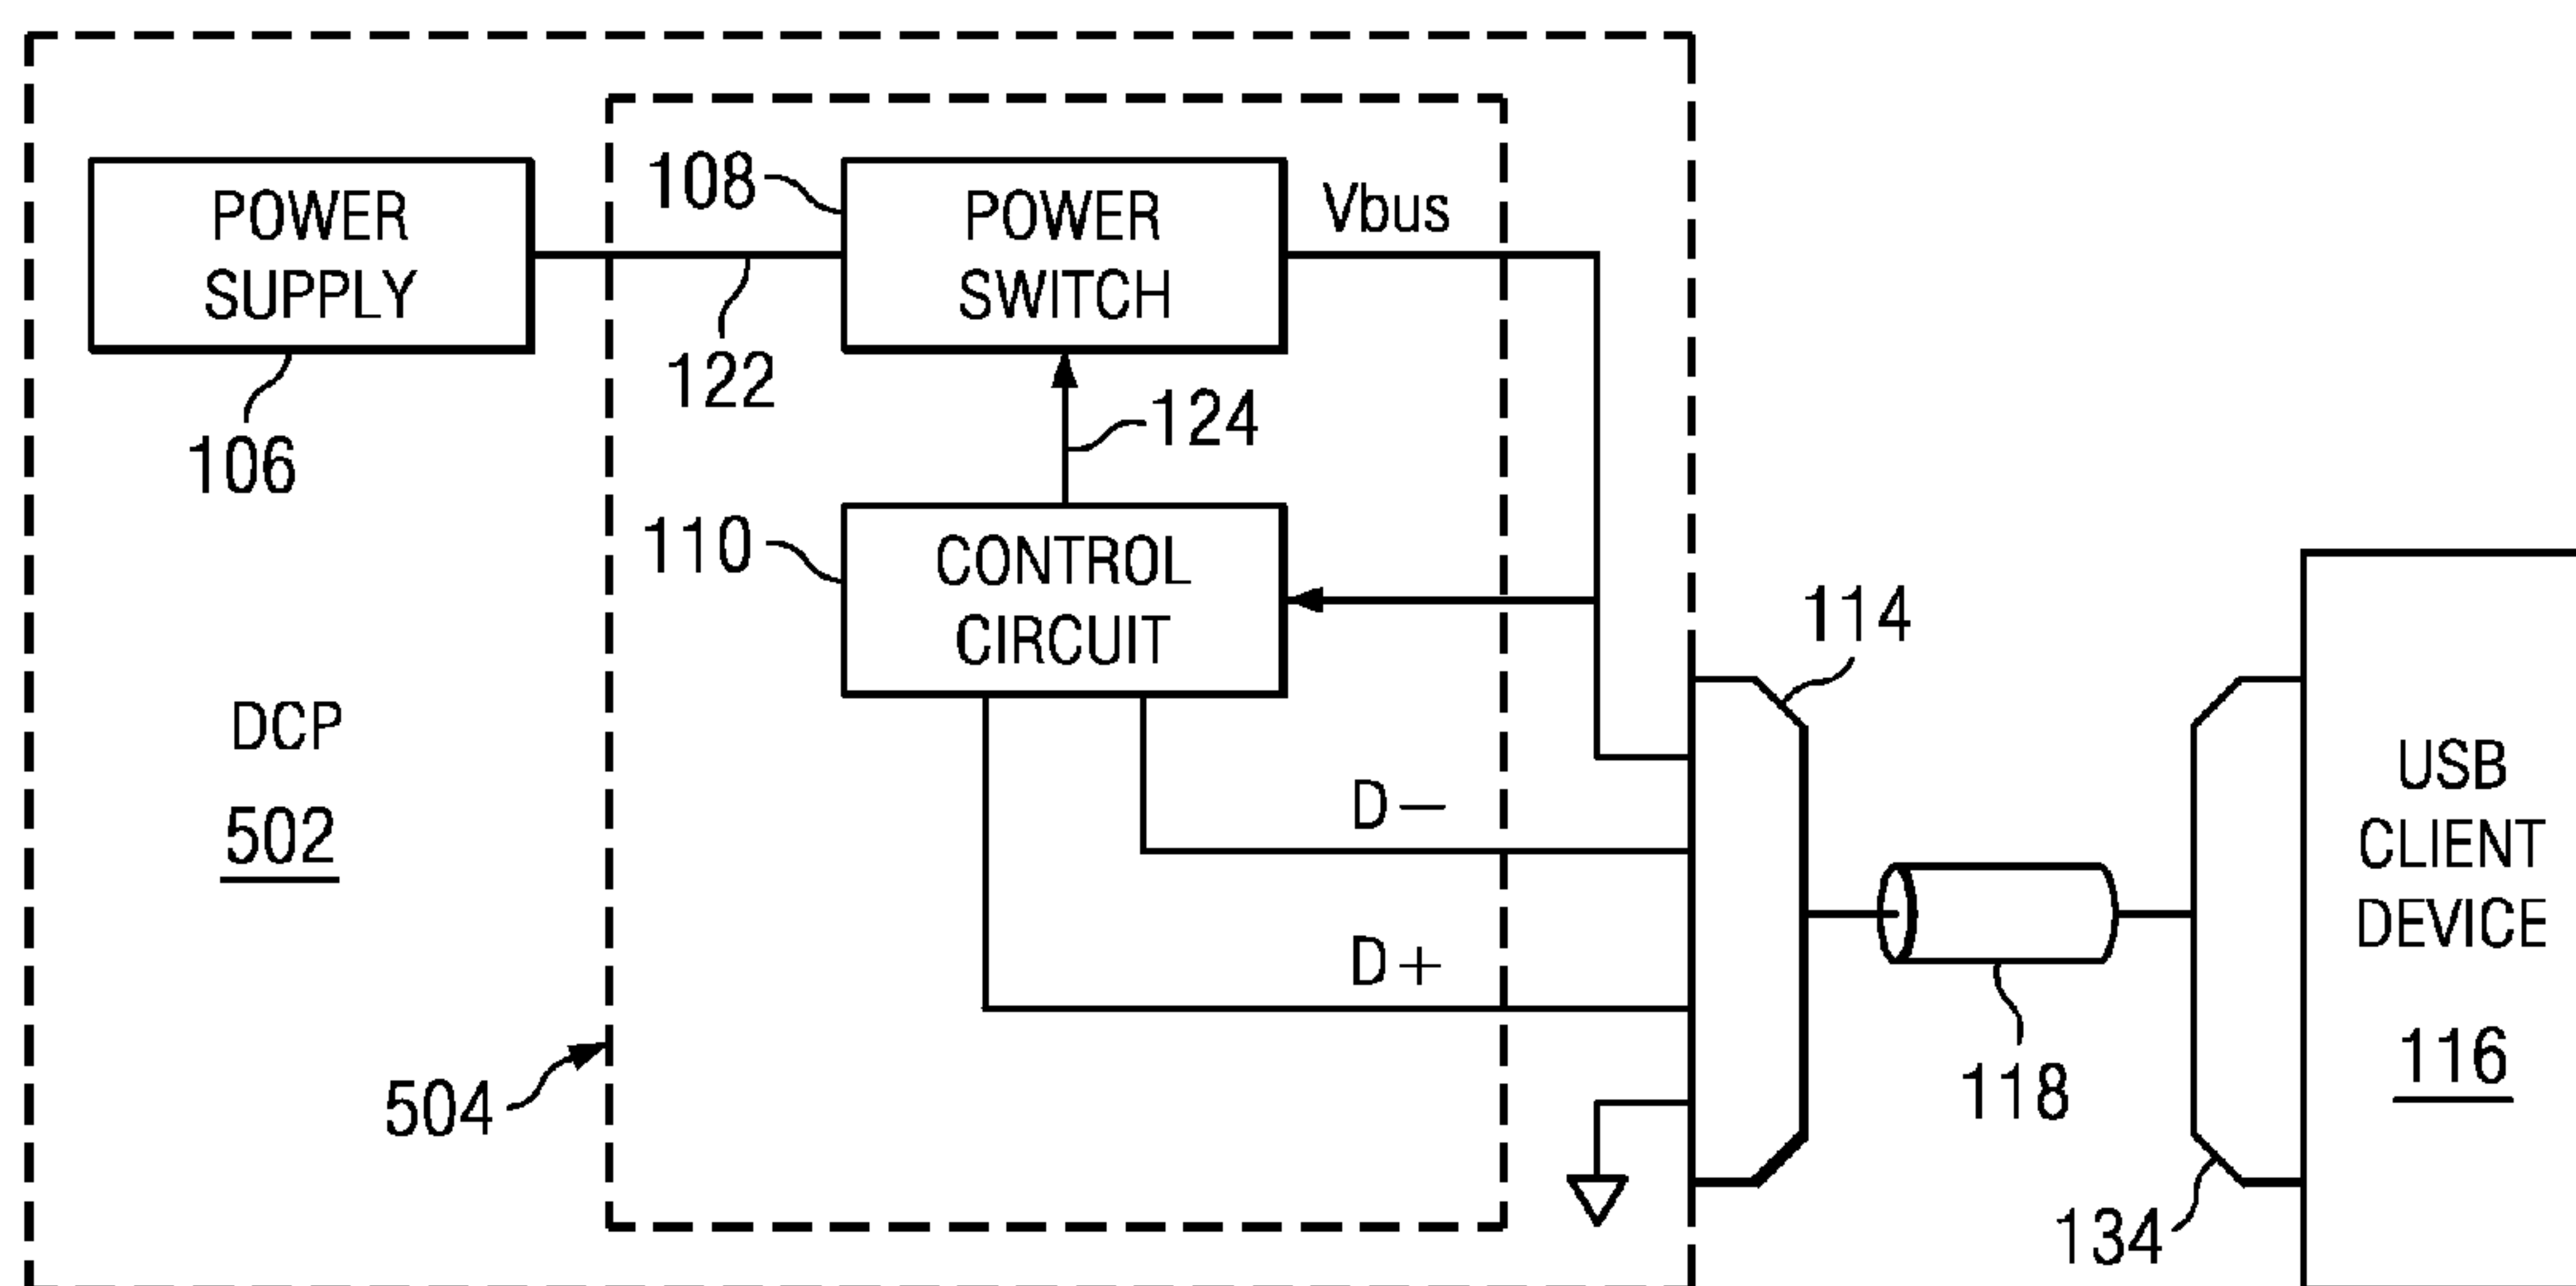 POWER
SUPPLY
106
108
POWER
SWITCH
Vbus
122
124
110
CONTROL
CIRCUIT
DCP
502
504
D−
D+
114
118
USB
CLIENT
DEVICE
116
134